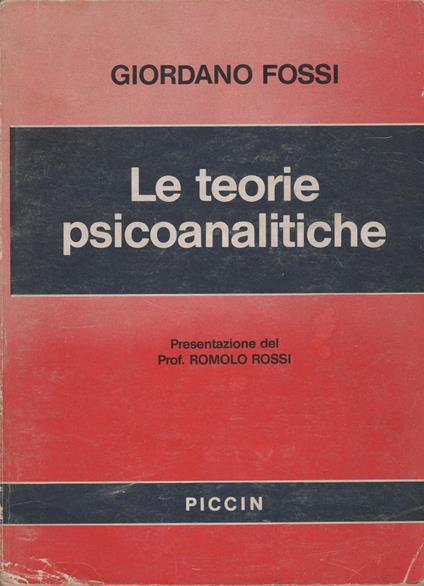 GIORDANO FOSSI
Le teorie
psicoanalitiche
Presentazione del
Prof. ROMOLO ROSSI
PICCIN